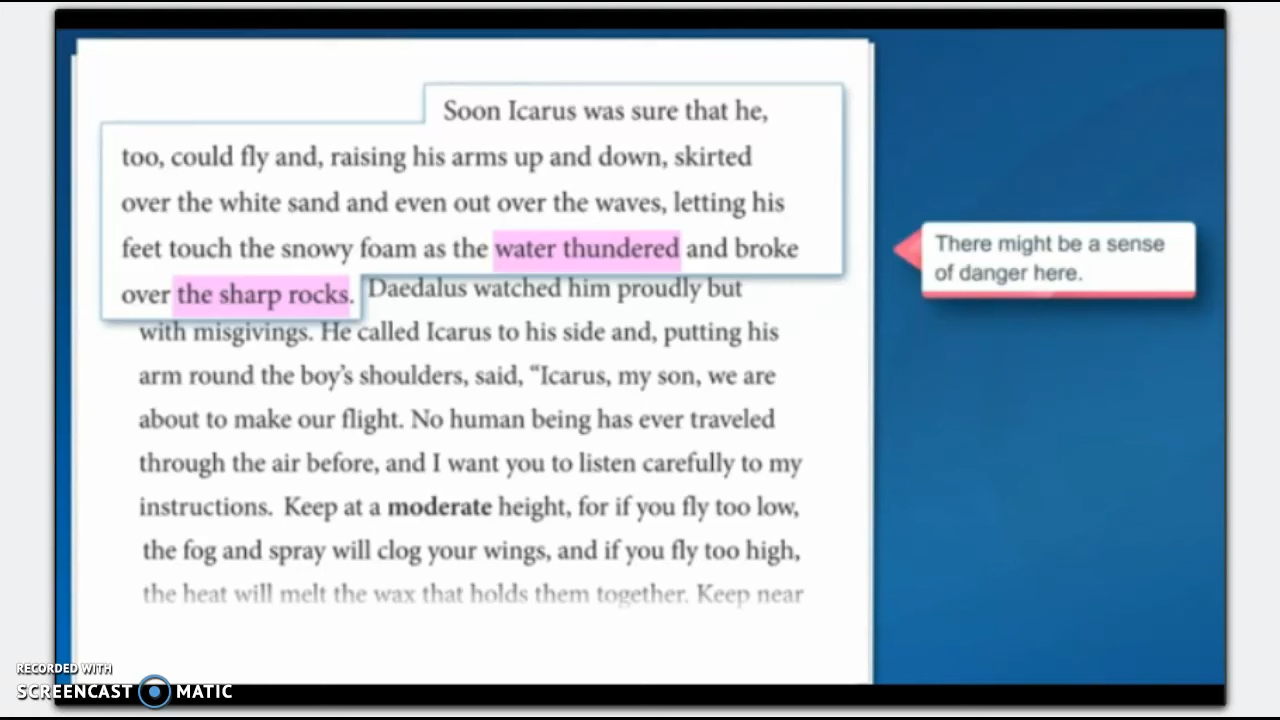 Soon Icarus was sure that he,
too, could fly and, raising his arms up and down, skirted
over the white sand and even out over the waves, letting his
feet touch the snowy foam as the water thundered and broke
over the sharp rocks. Daedalus watched him proudly but
with misgivings. He called Icarus to his side and, putting his
arm round the boy’s shoulders, said, “Icarus, my son, we are
about to make our flight. No human being has ever traveled
through the air before, and I want you to listen carefully to my
instructions. Keep at a moderate height, for if you fly too low,
the fog and spray will clog your wings, and if you fly too high,
the heat will melt the wax that holds them together. Keep near
There might be a sense
of danger here.
RECORDED WITH
SCREENCAST MATIC